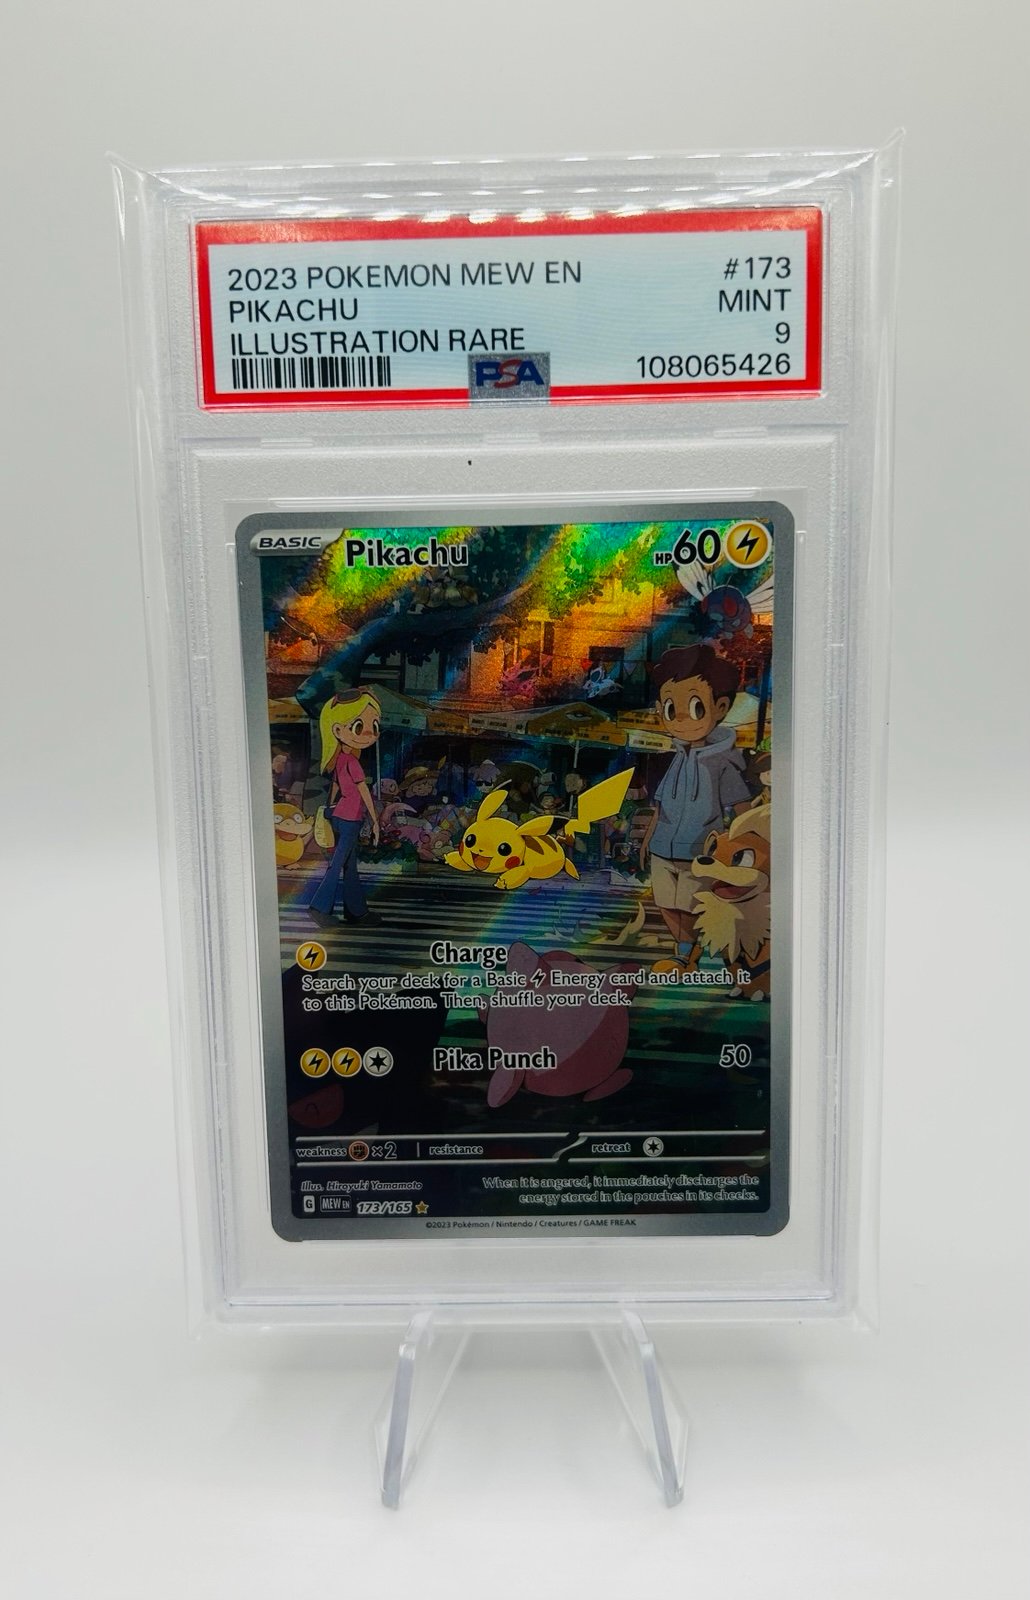 2023 POKEMON MEW EN
#173
PIKACHU
MINT
ILLUSTRATION RARE
9
PSA
108065426
BASIC
Pikachu
HP60
Charge
Search your deck for a Basic Energy card and attach it
to this Pokémon. Then, shuffle your deck.
Pika Punch
50
weakness ×2
resistance
retreat
Illus. Hiroyuki Yamamoto
When it is angered, it immediately discharges the
energy stored in the pouches in its cheeks.
G MEW EN 173/165
©2023 Pokémon / Nintendo / Creatures / GAME FREAK